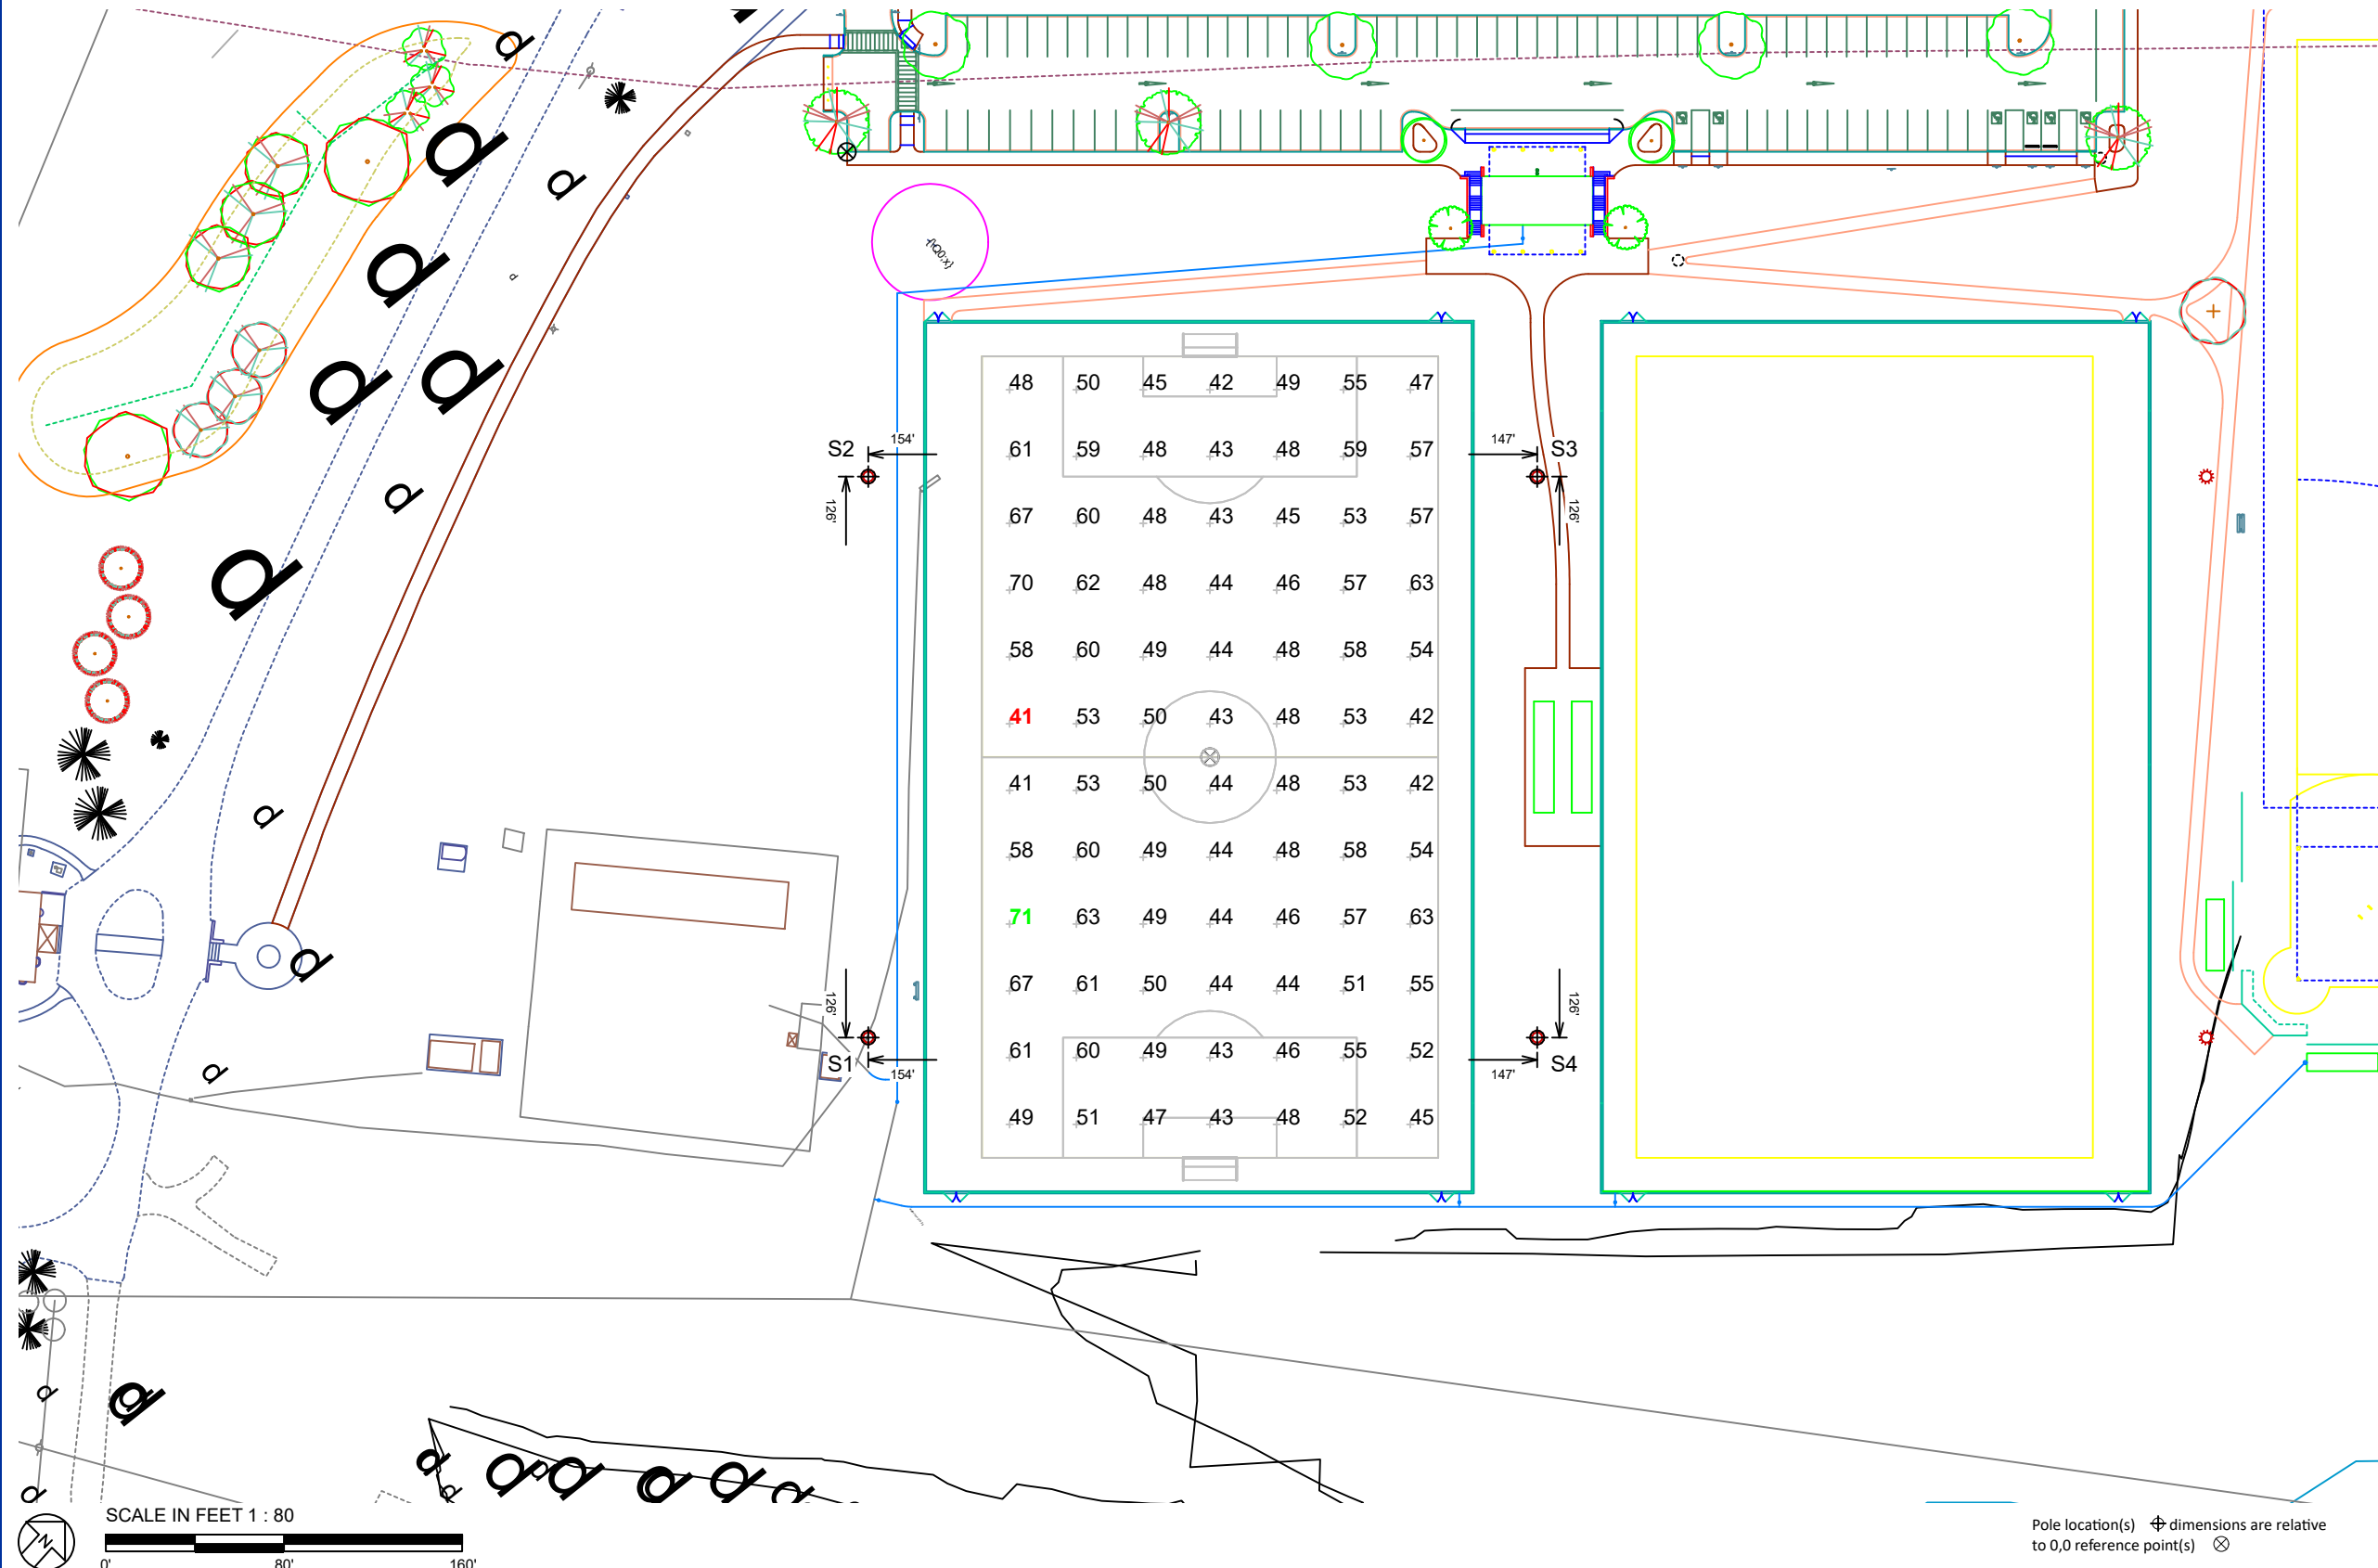 48 50 45 42 49 55 47
S2 154' 61 59 48 43 48 59 57 147' S3
126' 67 60 48 43 45 53 57 126'
70 62 48 44 46 57 63
58 60 49 44 48 58 54
41 53 50 43 48 53 42
41 53 50 44 48 53 42
58 60 49 44 48 58 54
71 63 49 44 46 57 63
126' 67 61 50 44 44 51 55 126'
S1 154' 61 60 49 43 46 55 52 147' S4
49 51 47 43 48 52 45
SCALE IN FEET 1 : 80
0' 80' 160'
N
Pole location(s) dimensions are relative
to 0,0 reference point(s)